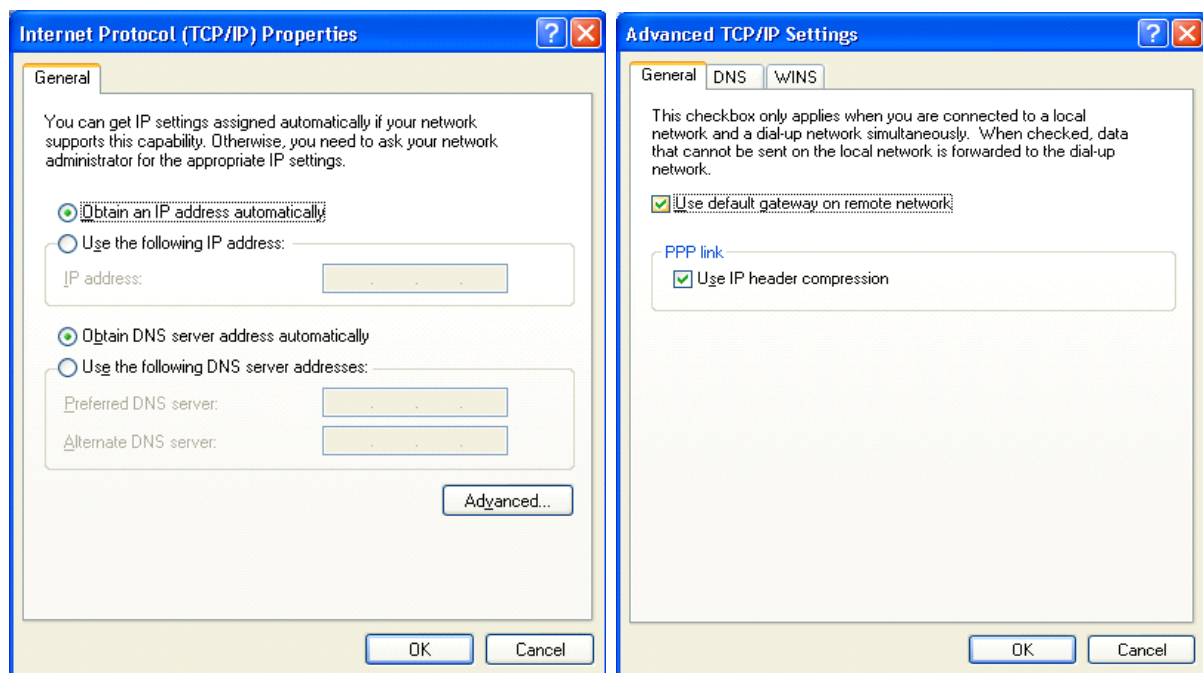 Internet Protocol (TCP/IP) Properties
General
You can get IP settings assigned automatically if your network
supports this capability. Otherwise, you need to ask your network
administrator for the appropriate IP settings.
Obtain an IP address automatically
Use the following IP address:
IP address:
Obtain DNS server address automatically
Use the following DNS server addresses:
Preferred DNS server:
Alternate DNS server:
Advanced...
OK
Cancel
Advanced TCP/IP Settings
General
DNS
WINS
This checkbox only applies when you are connected to a local
network and a dial-up network simultaneously. When checked, data
that cannot be sent on the local network is forwarded to the dial-up
network.
Use default gateway on remote network
PPP link
Use IP header compression
OK
Cancel